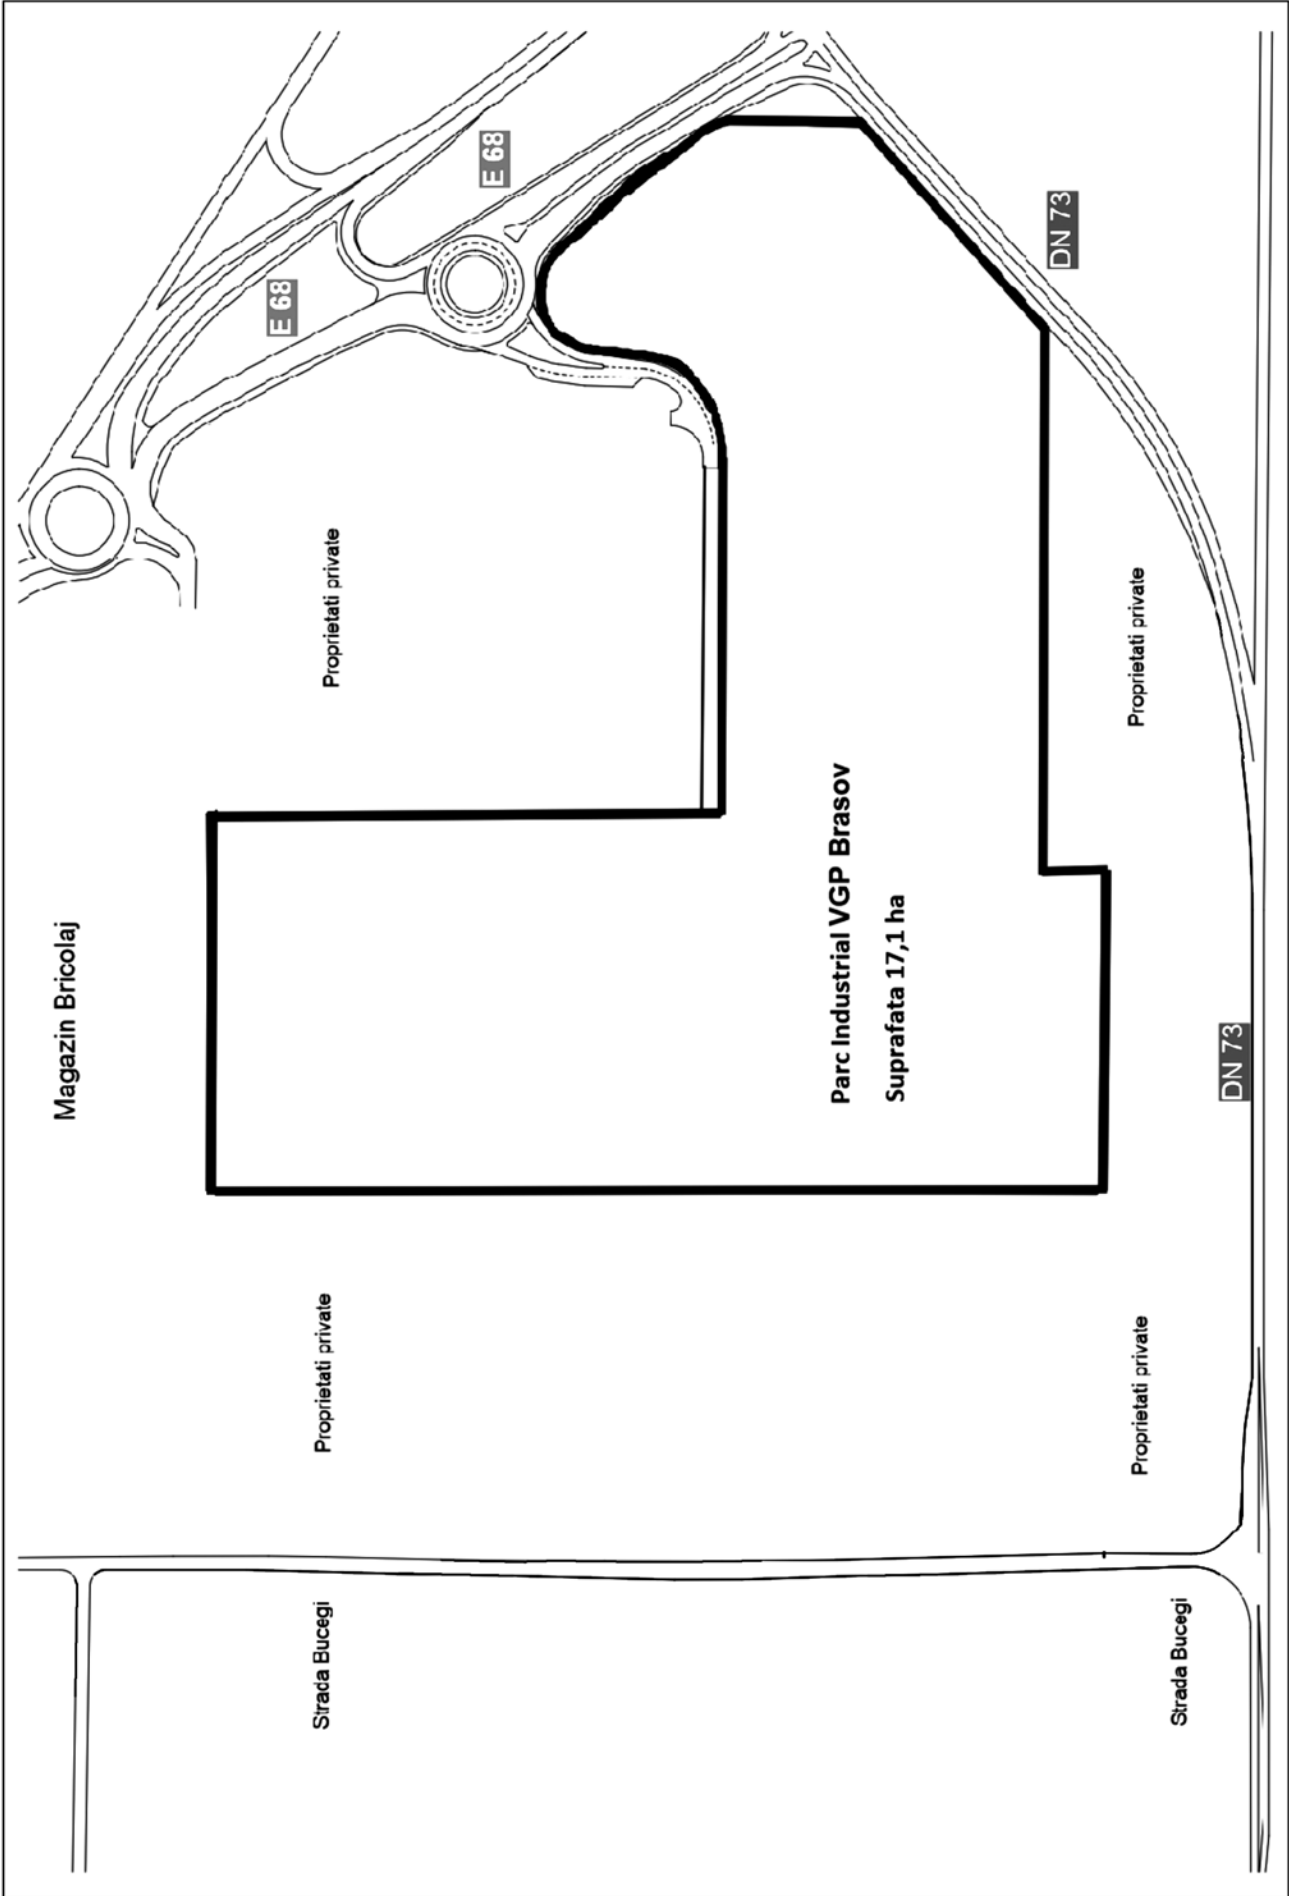 Magazin Bricolaj
E 68
E 68
Proprietati private
Proprietati private
Strada Bucegi
Parc Industrial VGP Brasov
Suprafata 17,1 ha
DN 73
Proprietati private
Proprietati private
Strada Bucegi
DN 73